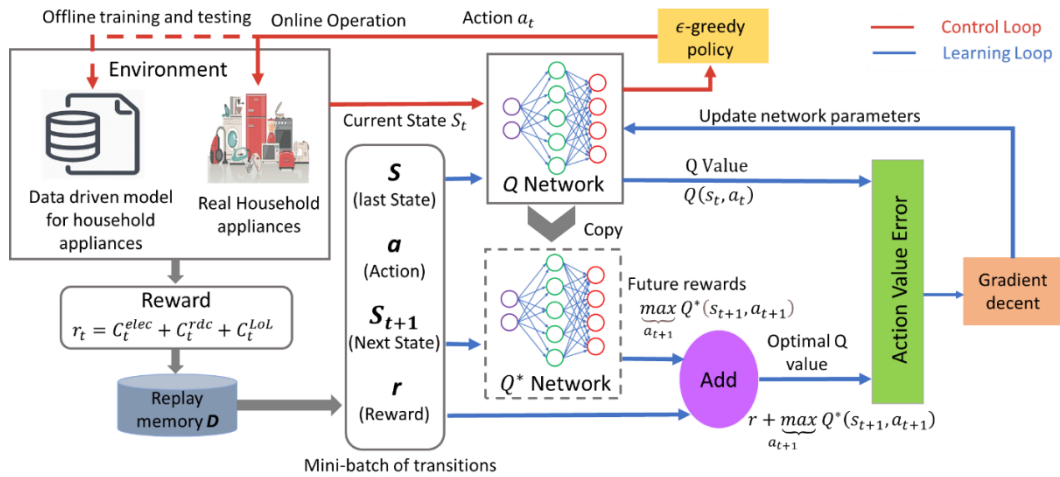 Offline training and testing
Online Operation
Action a_t
ϵ-greedy
policy
Control Loop
Learning Loop
Environment
Data driven model
for household
appliances
Real Household
appliances
Current State S_t
Q Network
Update network parameters
Q Value
Q(s_t, a_t)
Copy
S
(last State)
a
(Action)
S_{t+1}
(Next State)
r
(Reward)
Mini-batch of transitions
Reward
r_t = C_t^{elec} + C_t^{rdc} + C_t^{LoL}
Replay
memory D
Q* Network
Future rewards
max Q*(s_{t+1}, a_{t+1})
a_{t+1}
Add
Optimal Q
value
r + max Q*(s_{t+1}, a_{t+1})
a_{t+1}
Action Value Error
Gradient
decent